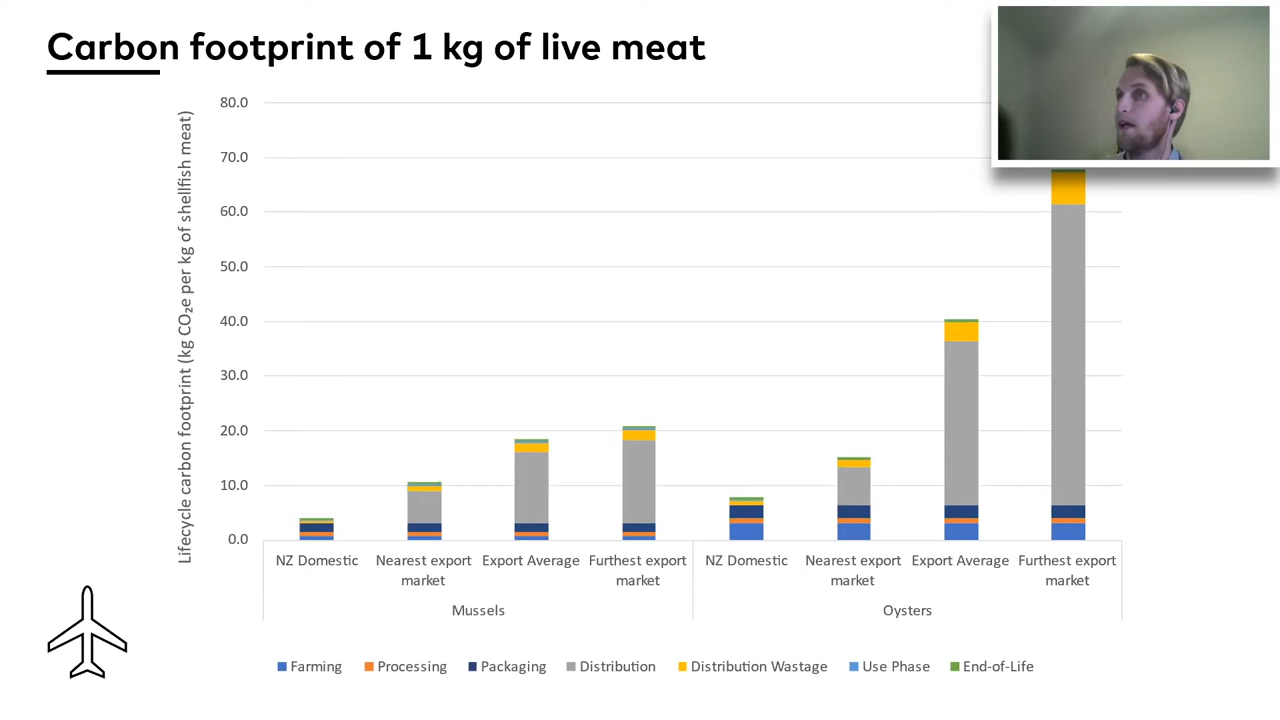 Carbon footprint of 1 kg of live meat
Lifecycle carbon footprint (kg CO₂e per kg of shellfish meat)
80.0
70.0
60.0
50.0
40.0
30.0
20.0
10.0
0.0
NZ Domestic
Nearest export
market
Export Average
Furthest export
market
NZ Domestic
Nearest export
market
Export Average
Furthest export
market
Mussels
Oysters
Farming
Processing
Packaging
Distribution
Distribution Wastage
Use Phase
End-of-Life